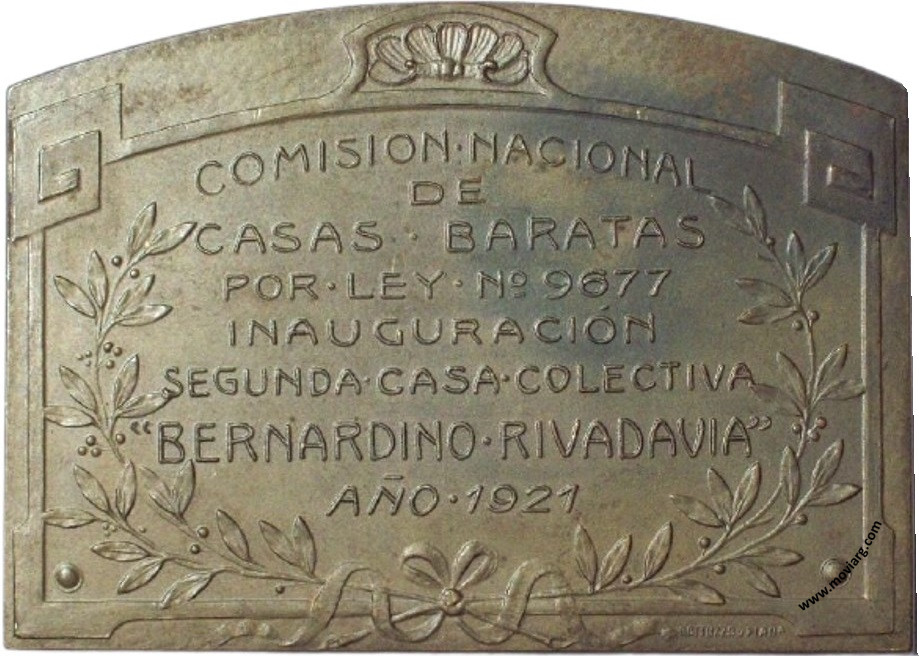 COMISION·NACIONAL
DE
CASAS·BARATAS
POR·LEY·Nº 9677
INAUGURACIÓN
SEGUNDA·CASA·COLECTIVA
"BERNARDINO·RIVADAVIA"
AÑO·1921
www.moviarg.com